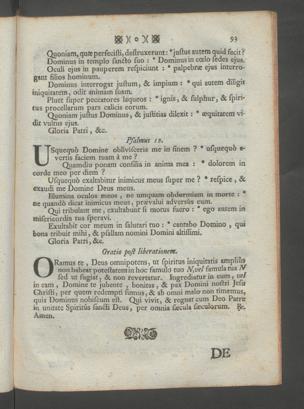 93
Quoniam, quæ perfecisti, destruxerunt: * justus autem quid fecit?
Dominus in templo sancto suo: * Dominus in cœlo sedes ejus.
Oculi ejus in pauperem respiciunt: * palpebræ ejus interro-
gant filios hominum.
Dominus interrogat justum, & impium: * qui autem diligit
iniquitatem, odit animam suam.
Pluet super peccatores laqueos: * ignis, & sulphur, & spiri-
tus procellarum pars calicis eorum.
Quoniam justus Dominus, & justitias dilexit: * æquitatem vi-
dit vultus ejus.
Gloria Patri, &c.
Psalmus 12.
USquequò Domine oblivisceris me in finem? * usquequò a-
vertis faciem tuam à me?
Quamdiu ponam consilia in anima mea: * dolorem in
corde meo per diem?
Usquequò exaltabitur inimicus meus super me? * respice, &
exaudi me Domine Deus meus.
Illumina oculos meos, ne umquam obdormiam in morte: *
ne quandò dicat inimicus meus, prævalui adversùs eum.
Qui tribulant me, exultabunt si motus fuero: * ego autem in
misericordia tua speravi.
Exultabit cor meum in salutari tuo: * cantabo Domino, qui
bona tribuit mihi, & psallam nomini Domini altissimi.
Gloria Patri, &c.
Oratio post liberationem.
ORamus te, Deus omnipotens, ut spiritus iniquitatis ampliùs
non habeat potestatem in hoc famulo tuo N. vel famula tua N
sed ut fugiat, & non revertatur. Ingrediatur in eum, vel
in eam, Domine te jubente, bonitas, & pax Domini nostri Jesu
Christi, per quem redempti sumus, & ab omni malo non timeamus,
quia Dominus nobiscum est. Qui vivit, & regnat cum Deo Patre
in unitate Spiritûs sancti Deus, per omnia sæcula sæculorum. ℟.
Amen.
DE